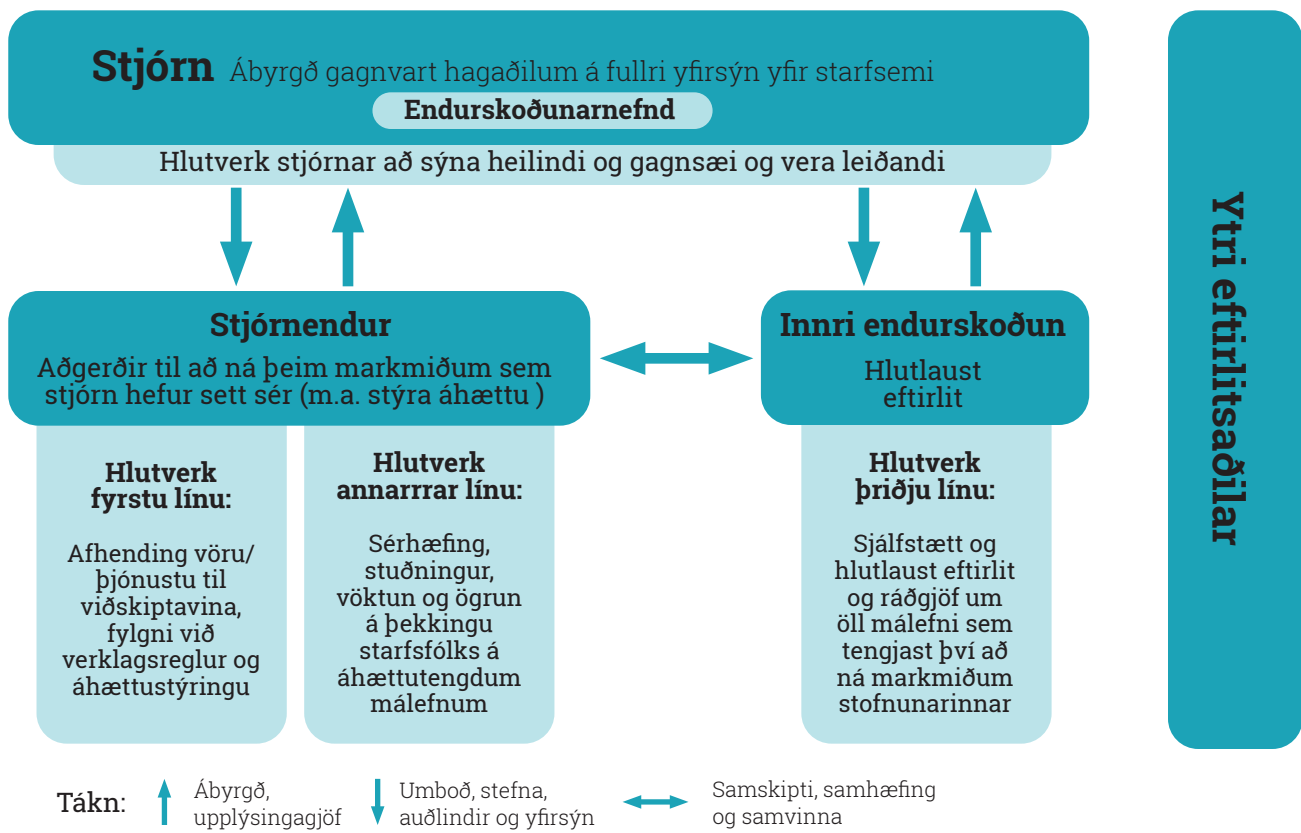 Stjórn Ábyrgð gagnvart hagaðilum á fullri yfirsýn yfir starfsemi
Endurskoðunarnefnd
Hlutverk stjórnar að sýna heilindi og gagnsæi og vera leiðandi
Stjórnendur
Aðgerðir til að ná þeim markmiðum sem
stjórn hefur sett sér (m.a. stýra áhættu )
Hlutverk
fyrstu línu:
Afhending vöru/
þjónustu til
viðskiptavina,
fylgni við
verklagsreglur og
áhættustýringu
Hlutverk
annarrrar línu:
Sérhæfing,
stuðningur,
vöktun og ögrun
á þekkingu
starfsfólks á
áhættutengdum
málefnum
Innri endurskoðun
Hlutlaust
eftirlit
Hlutverk
þriðju línu:
Sjálfstætt og
hlutlaust eftirlit
og ráðgjöf um
öll málefni sem
tengjast því að
ná markmiðum
stofnunarinnar
Ytri eftirlitsaðilar
Tákn:
Ábyrgð,
upplýsingagjöf
Umboð, stefna,
auðlindir og yfirsýn
Samskipti, samhæfing
og samvinna